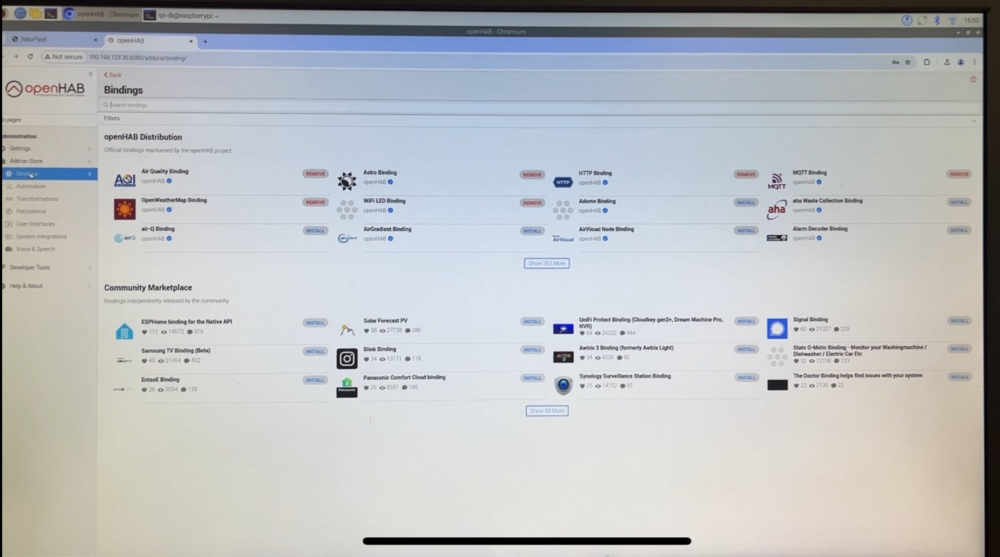 openHAB - Chromium
rpi-dk@raspberrypi: ~
16:50
openHAB - Chromium
NeoPixel
openHAB
Not secure 192.168.123.35:8080/addons/binding/
openHAB
empowering the smart home
pages
dministration
Settings
Add-on Store
Bindings
Automation
Transformations
Persistence
User Interfaces
System Integrations
Voice & Speech
Developer Tools
Help & About
Back
Bindings
Search bindings
Filters
openHAB Distribution
Official bindings maintained by the openHAB project
AQI Air Quality Binding REMOVE
openHAB
Astro Binding REMOVE
openHAB
HTTP HTTP Binding REMOVE
openHAB
MQTT MQTT Binding REMOVE
openHAB
OpenWeatherMap Binding REMOVE
openHAB
WiFi LED Binding REMOVE
openHAB
Adorne Binding INSTALL
openHAB
aha aha Waste Collection Binding INSTALL
openHAB
airQ air-Q Binding INSTALL
openHAB
AirGradient Binding INSTALL
openHAB
AirVisual AirVisual Node Binding INSTALL
openHAB
Alarm Decoder Binding INSTALL
openHAB
Show 353 More
Community Marketplace
Bindings independently released by the community
ESPHome binding for the Native API INSTALL
111 14072 316
Solar Forecast PV INSTALL
98 27738 286
UniFi Protect Binding (Cloudkey gen2+, Dream Machine Pro, INSTALL
NVR)
84 26322 444
Signal Binding INSTALL
60 21327 229
Samsung TV Binding (Beta) INSTALL
40 31454 402
Blink Binding INSTALL
34 13171 118
Awtrix 3 Binding (formerly Awtrix Light) INSTALL
34 6526 92
State O-Matic Binding - Monitor your Washingmachine / INSTALL
Dishwasher / Electric Car Etc
32 12708 123
EntsoE Binding INSTALL
28 3054 139
Panasonic Panasonic Comfort Cloud binding INSTALL
26 8597 185
Synology Surveillance Station Binding INSTALL
25 14752 85
The Doctor Binding helps find issues with your system INSTALL
22 2130 22
Show 58 More